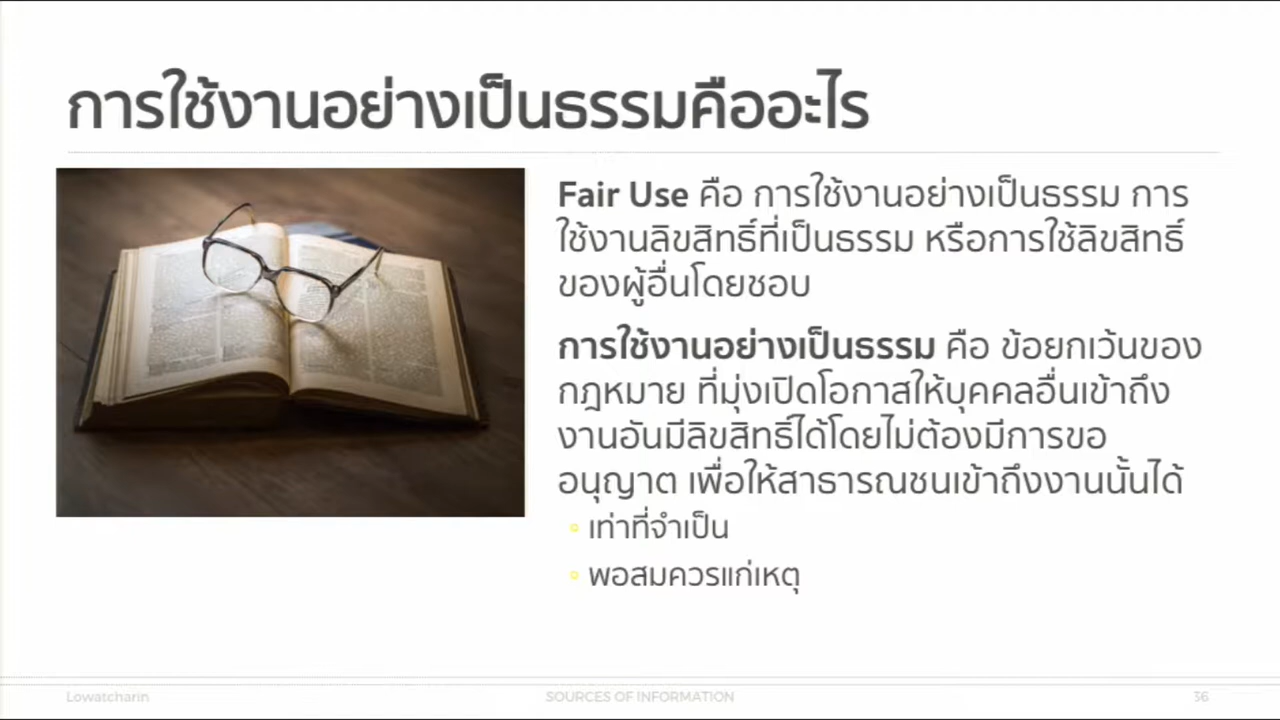 การใช้งานอย่างเป็นธรรมคืออะไร
Fair Use คือ การใช้งานอย่างเป็นธรรม การ
ใช้งานลิขสิทธิ์ที่เป็นธรรม หรือการใช้ลิขสิทธิ์
ของผู้อื่นโดยชอบ
การใช้งานอย่างเป็นธรรม คือ ข้อยกเว้นของ
กฎหมาย ที่มุ่งเปิดโอกาสให้บุคคลอื่นเข้าถึง
งานอันมีลิขสิทธิ์ได้โดยไม่ต้องมีการขอ
อนุญาต เพื่อให้สาธารณชนเข้าถึงงานนั้นได้
◦ เท่าที่จำเป็น
◦ พอสมควรแก่เหตุ
Lowatcharin
SOURCES OF INFORMATION
36